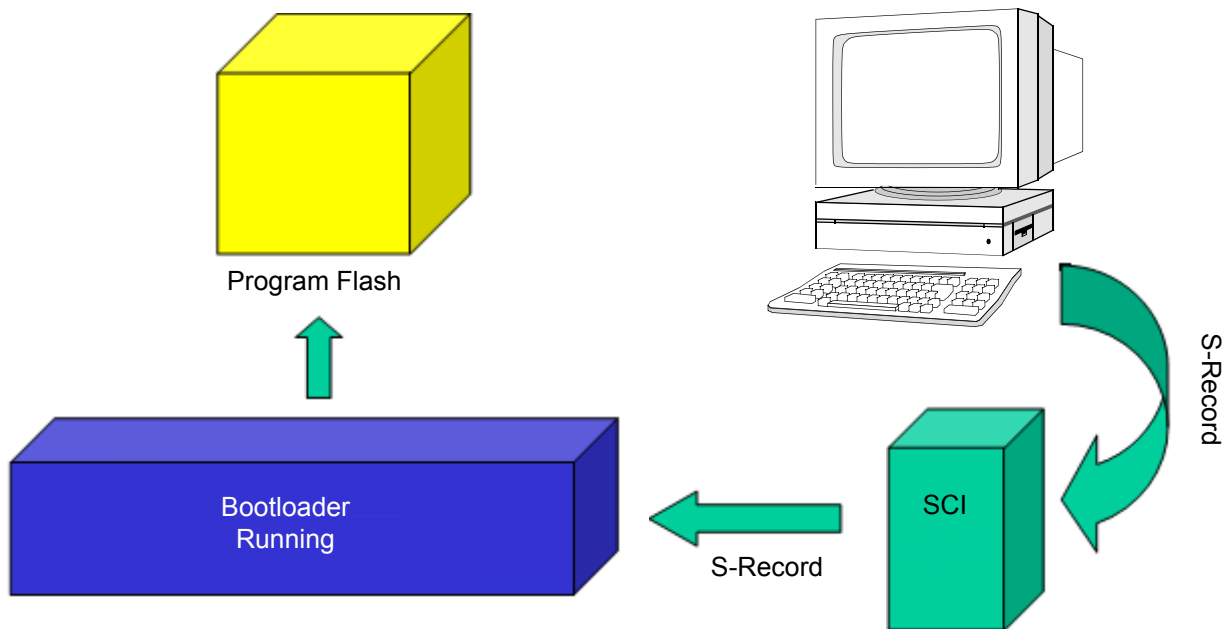 Program Flash
S-Record
Bootloader
Running
SCI
S-Record